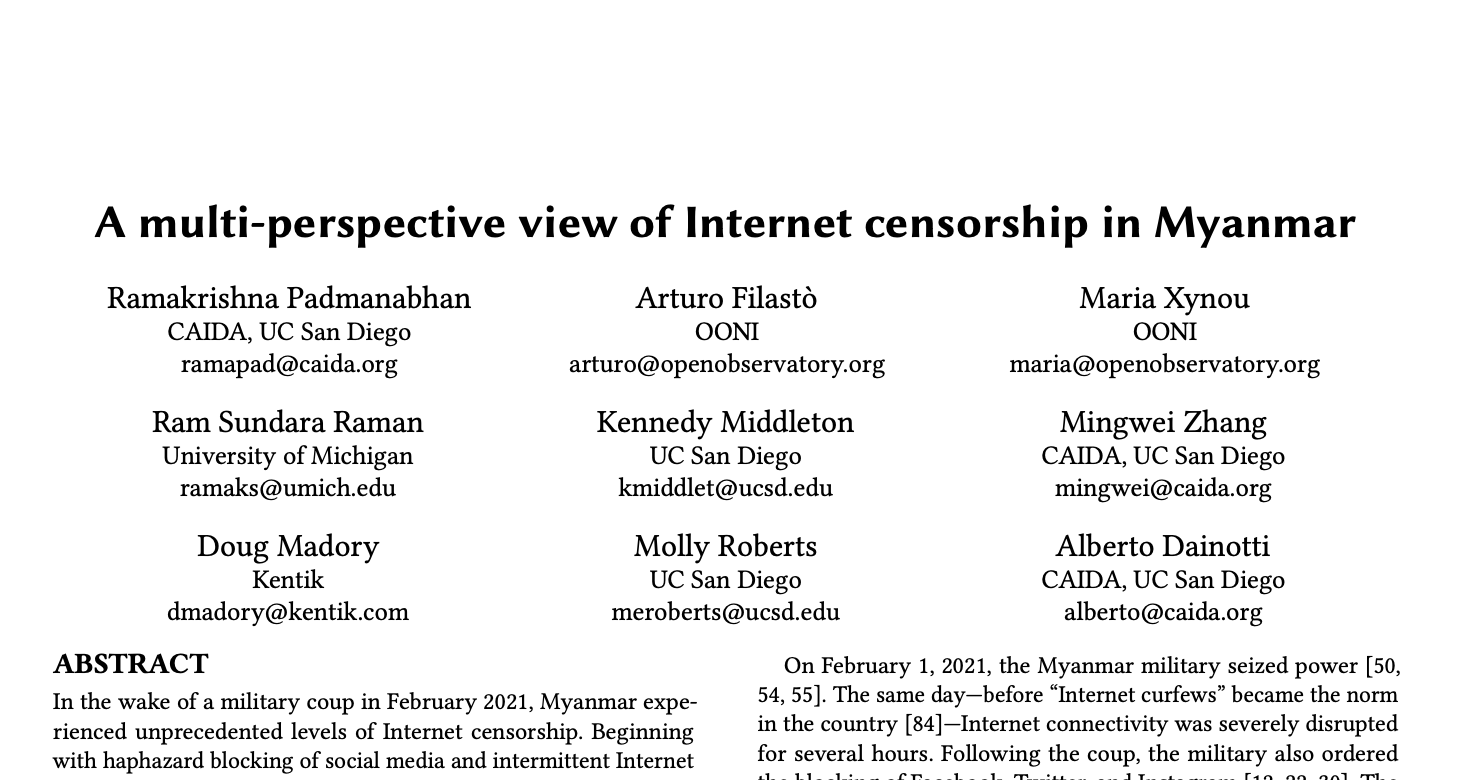 A multi-perspective view of Internet censorship in Myanmar
Ramakrishna Padmanabhan
CAIDA, UC San Diego
ramapad@caida.org
Arturo Filastò
OONI
arturo@openobservatory.org
Maria Xynou
OONI
maria@openobservatory.org
Ram Sundara Raman
University of Michigan
ramaks@umich.edu
Kennedy Middleton
UC San Diego
kmiddlet@ucsd.edu
Mingwei Zhang
CAIDA, UC San Diego
mingwei@caida.org
Doug Madory
Kentik
dmadory@kentik.com
Molly Roberts
UC San Diego
meroberts@ucsd.edu
Alberto Dainotti
CAIDA, UC San Diego
alberto@caida.org
ABSTRACT
In the wake of a military coup in February 2021, Myanmar expe-
rienced unprecedented levels of Internet censorship. Beginning
with haphazard blocking of social media and intermittent Internet
On February 1, 2021, the Myanmar military seized power [50,
54, 55]. The same day—before “Internet curfews” became the norm
in the country [84]—Internet connectivity was severely disrupted
for several hours. Following the coup, the military also ordered